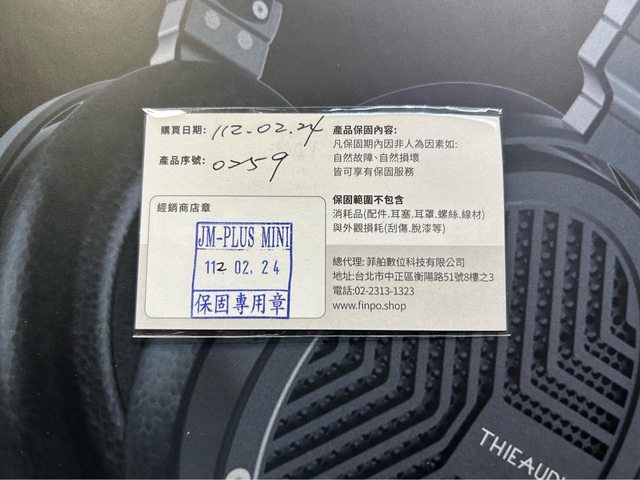 購買日期: 112.02.24
產品序號: 0259
經銷商店章
JM-PLUS MINI
112 02.24
保固專用章
產品保固內容:
凡保固期內因非人為因素如:
自然故障、自然損壞
皆可享有保固服務
保固範圍不包含
消耗品(配件.耳塞.耳罩.螺絲.線材)
與外觀損耗(刮傷.脫漆等)
總代理: 菲舶數位科技有限公司
地址:台北市中正區衡陽路51號8樓之3
電話:02-2313-1323
www.finpo.shop
THIEAUDI